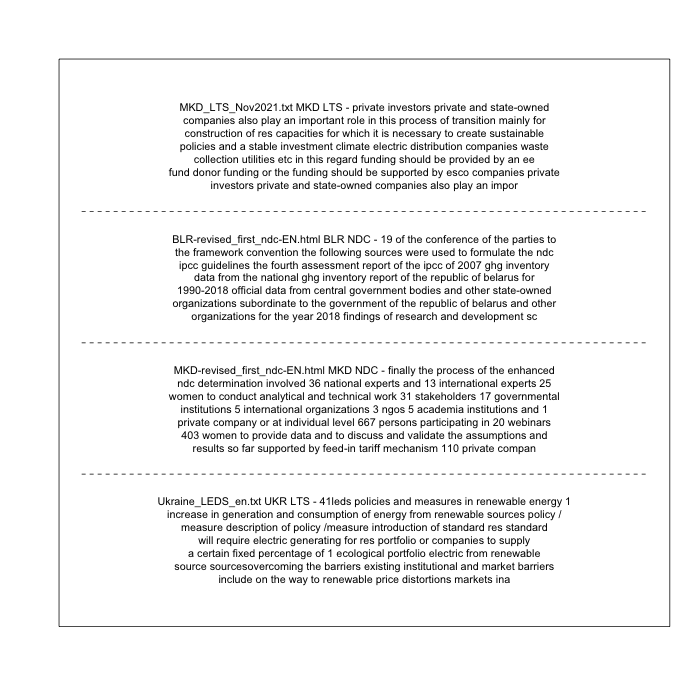 MKD_LTS_Nov2021.txt MKD LTS - private investors private and state-owned
companies also play an important role in this process of transition mainly for
construction of res capacities for which it is necessary to create sustainable
policies and a stable investment climate electric distribution companies waste
collection utilities etc in this regard funding should be provided by an ee
fund donor funding or the funding should be supported by esco companies private
investors private and state-owned companies also play an impor
BLR-revised_first_ndc-EN.html BLR NDC - 19 of the conference of the parties to
the framework convention the following sources were used to formulate the ndc
ipcc guidelines the fourth assessment report of the ipcc of 2007 ghg inventory
data from the national ghg inventory report of the republic of belarus for
1990-2018 official data from central government bodies and other state-owned
organizations subordinate to the government of the republic of belarus and other
organizations for the year 2018 findings of research and development sc
MKD-revised_first_ndc-EN.html MKD NDC - finally the process of the enhanced
ndc determination involved 36 national experts and 13 international experts 25
women to conduct analytical and technical work 31 stakeholders 17 governmental
institutions 5 international organizations 3 ngos 5 academia institutions and 1
private company or at individual level 667 persons participating in 20 webinars
403 women to provide data and to discuss and validate the assumptions and
results so far supported by feed-in tariff mechanism 110 private compan
Ukraine_LEDS_en.txt UKR LTS - 41leds policies and measures in renewable energy 1
increase in generation and consumption of energy from renewable sources policy /
measure description of policy /measure introduction of standard res standard
will require electric generating for res portfolio or companies to supply
a certain fixed percentage of 1 ecological portfolio electric from renewable
source sourcesovercoming the barriers existing institutional and market barriers
include on the way to renewable price distortions markets ina